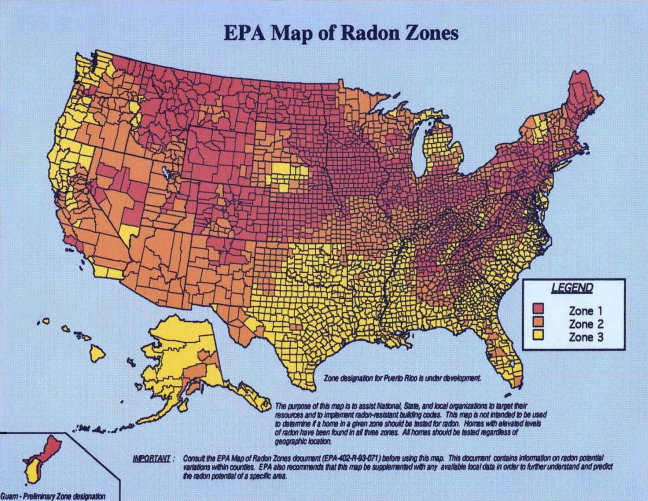 EPA Map of Radon Zones
LEGEND
Zone 1
Zone 2
Zone 3
Zone designation for Puerto Rico is under development.
The purpose of this map is to assist National, State, and local organizations to target their
resources and to implement radon-resistant building codes. This map is not intended to be used
to determine if a home in a given zone should be tested for radon. Homes with elevated levels
of radon have been found in all three zones. All homes should be tested regardless of
geographic location.
IMPORTANT : Consult the EPA Map of Radon Zones document (EPA-402-R-93-071) before using this map. This document contains information on radon potential
variations within counties. EPA also recommends that this map be supplemented with any available local data in order to further understand and predict
the radon potential of a specific area.
Guam - Preliminary Zone designation